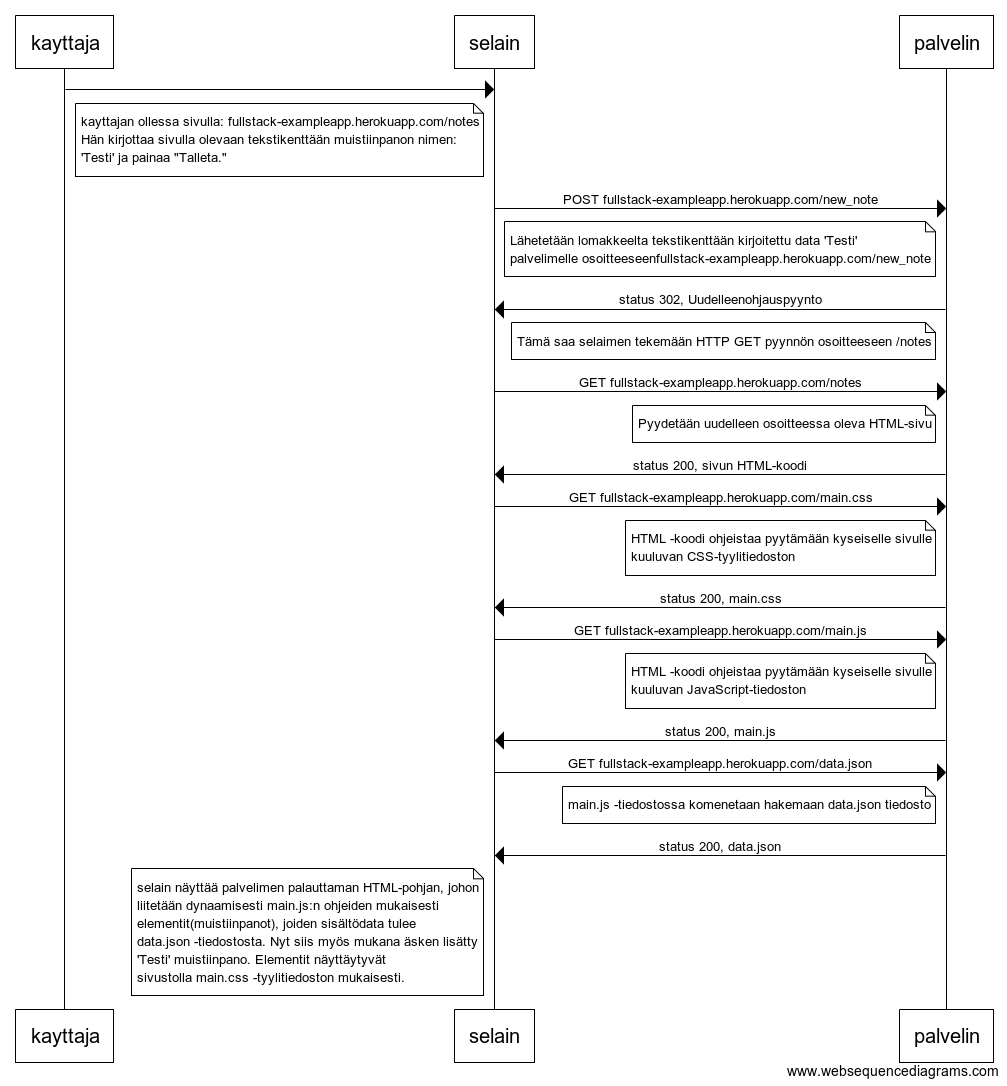 kayttaja
selain
palvelin
kayttajan ollessa sivulla: fullstack-exampleapp.herokuapp.com/notes
Hän kirjottaa sivulla olevaan tekstikenttään muistiinpanon nimen:
'Testi' ja painaa "Talleta."
POST fullstack-exampleapp.herokuapp.com/new_note
Lähetetään lomakkeelta tekstikenttään kirjoitettu data 'Testi'
palvelimelle osoitteeseenfullstack-exampleapp.herokuapp.com/new_note
status 302, Uudelleenohjauspyynto
Tämä saa selaimen tekemään HTTP GET pyynnön osoitteeseen /notes
GET fullstack-exampleapp.herokuapp.com/notes
Pyydetään uudelleen osoitteessa oleva HTML-sivu
status 200, sivun HTML-koodi
GET fullstack-exampleapp.herokuapp.com/main.css
HTML -koodi ohjeistaa pyytämään kyseiselle sivulle
kuuluvan CSS-tyylitiedoston
status 200, main.css
GET fullstack-exampleapp.herokuapp.com/main.js
HTML -koodi ohjeistaa pyytämään kyseiselle sivulle
kuuluvan JavaScript-tiedoston
status 200, main.js
GET fullstack-exampleapp.herokuapp.com/data.json
main.js -tiedostossa komenetaan hakemaan data.json tiedosto
status 200, data.json
selain näyttää palvelimen palauttaman HTML-pohjan, johon
liitetään dynaamisesti main.js:n ohjeiden mukaisesti
elementit(muistiinpanot), joiden sisältödata tulee
data.json -tiedostosta. Nyt siis myös mukana äsken lisätty
'Testi' muistiinpano. Elementit näyttäytyvät
sivustolla main.css -tyylitiedoston mukaisesti.
kayttaja
selain
palvelin
www.websequencediagrams.com